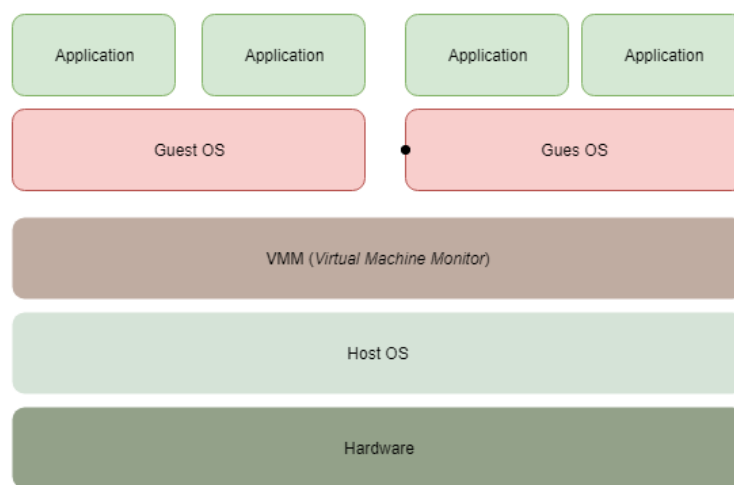 Application
Application
Application
Application
Guest OS
Gues OS
VMM (Virtual Machine Monitor)
Host OS
Hardware